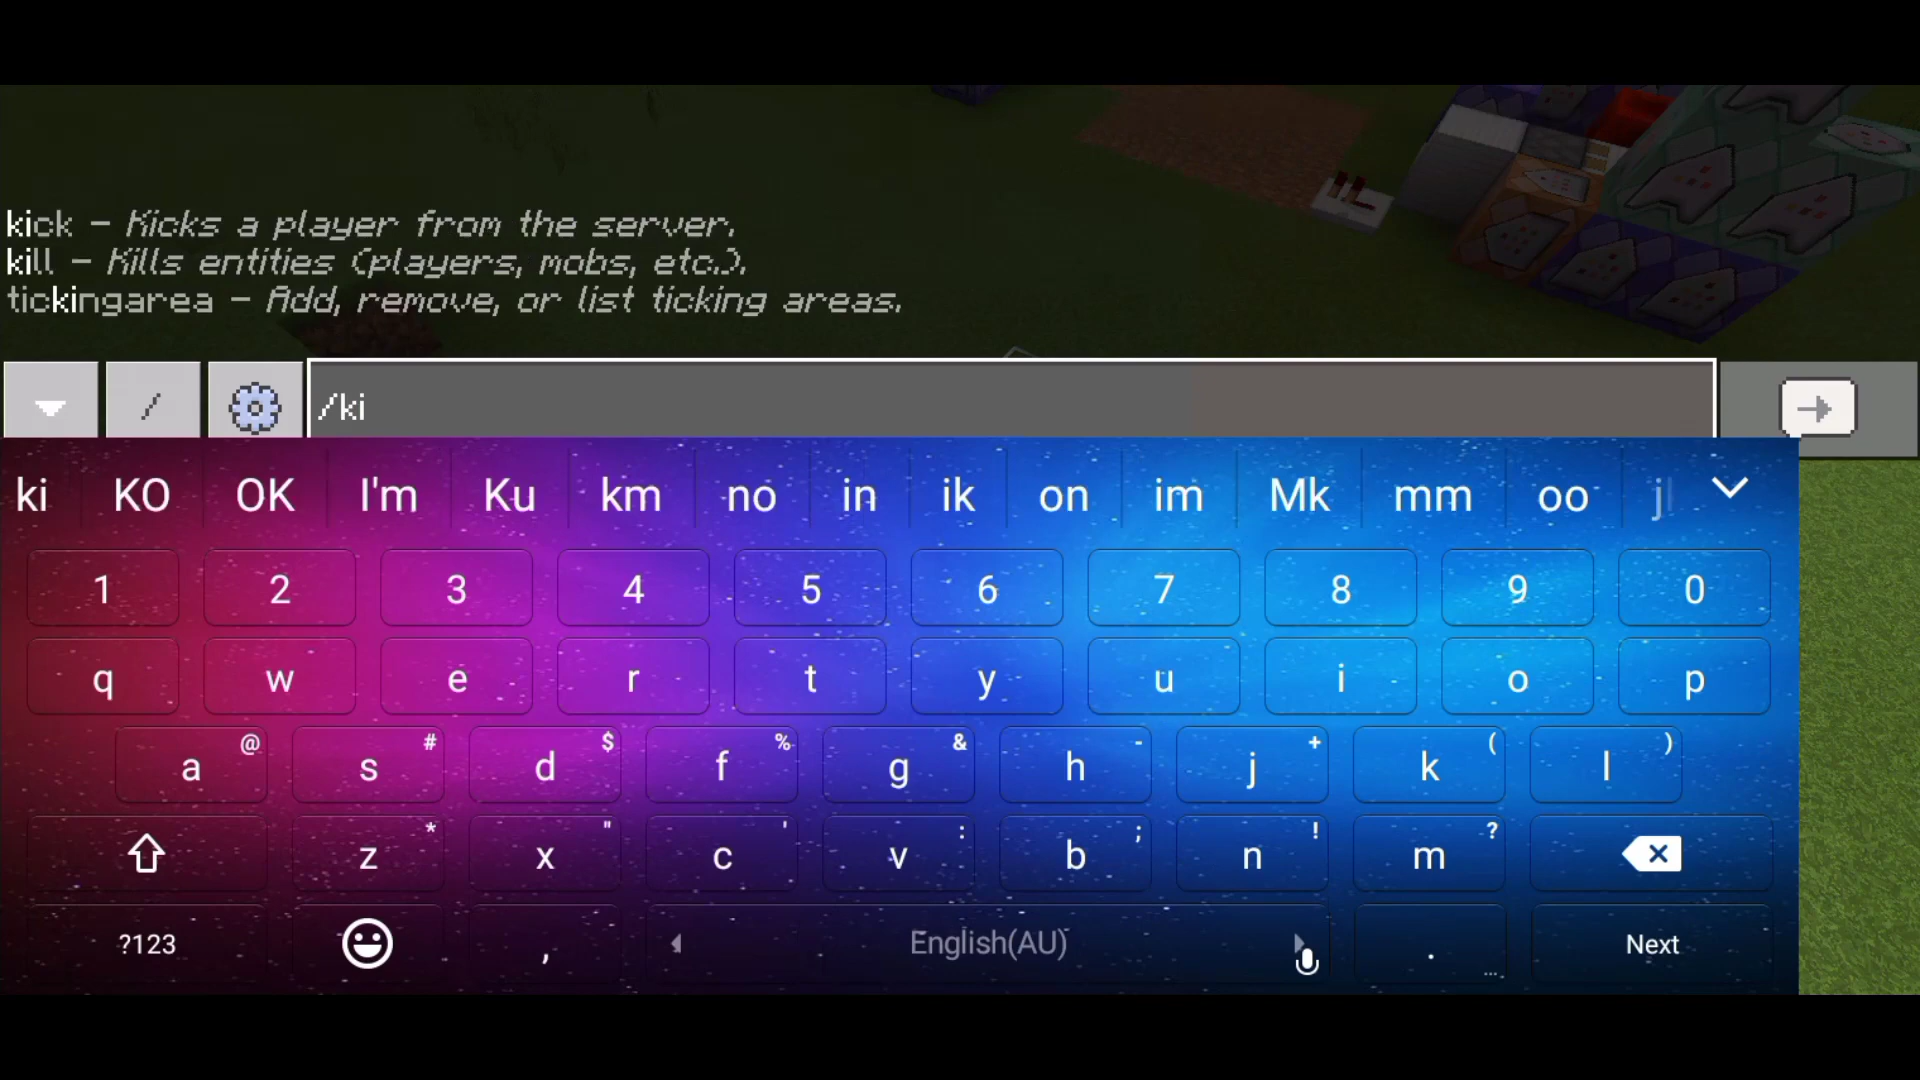 kick – Kicks a player from the server.
kill – Kills entities (players, mobs, etc.).
tickingarea – Add, remove, or list ticking areas.
/ /ki
ki KO OK I'm Ku km no in ik on im Mk mm oo
1 2 3 4 5 6 7 8 9 0
q w e r t y u i o p
@ # $ % & - + ( )
a s d f g h j k l
* " ' : ; ! ?
z x c v b n m
?123 , English(AU) . ... Next